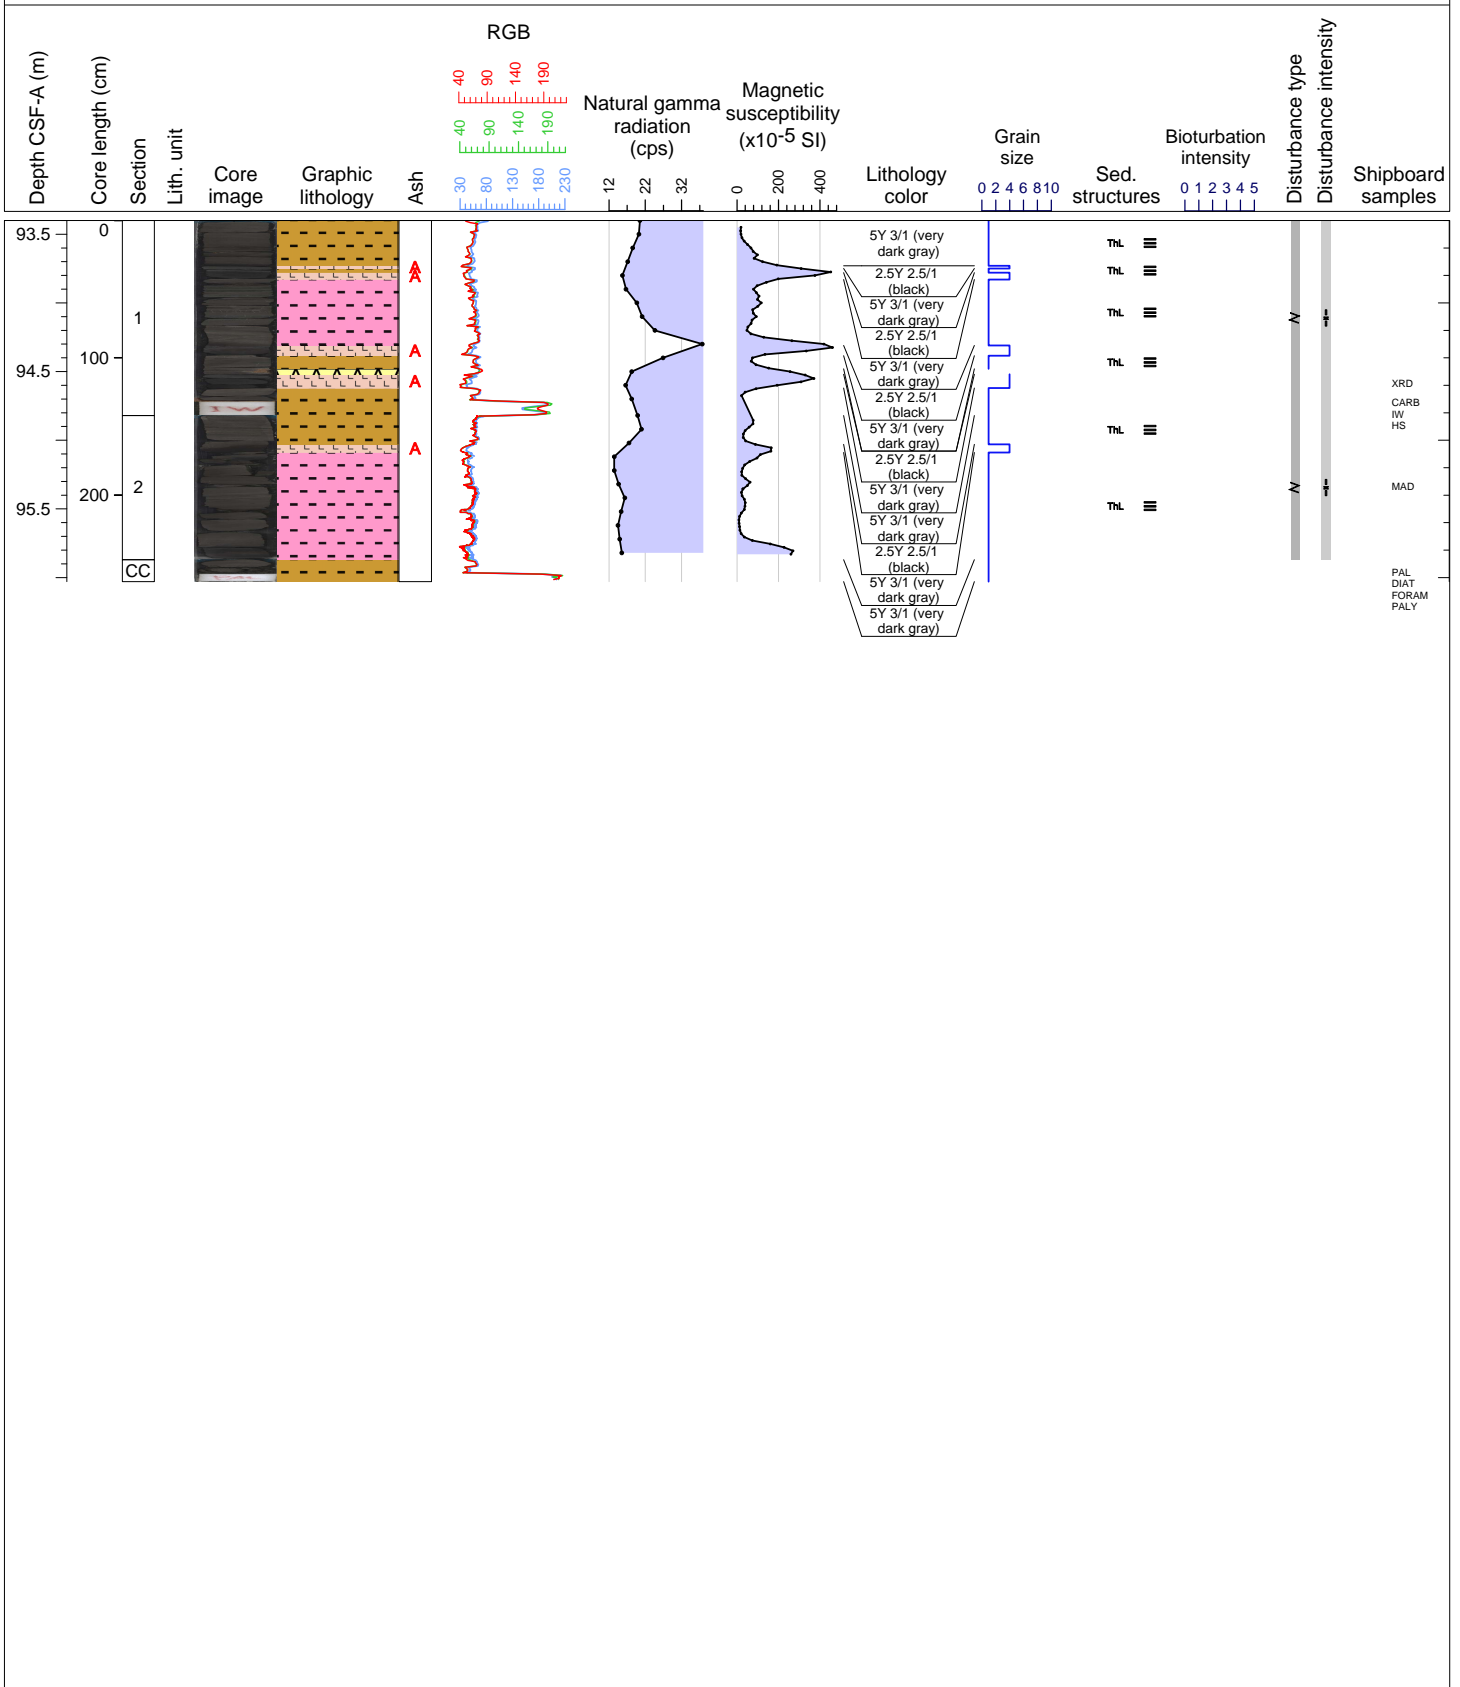 RGB
Depth CSF-A (m)
Core length (cm)
Section
Lith. unit
Core
image
Graphic
lithology
Ash
40 90 140 190
40 90 140 190
30 80 130 180 230
Natural gamma
radiation
(cps)
12 22 32
Magnetic
susceptibility
(x10-5 SI)
0 200 400
Lithology
color
Grain
size
0 2 4 6 8 10
Sed.
structures
Bioturbation
intensity
0 1 2 3 4 5
Disturbance type
Disturbance intensity
Shipboard
samples
93.5
94.5
95.5
0
100
200
1
2
CC
IW
PAL
A
A
A
A
A
5Y 3/1 (very
dark gray)
2.5Y 2.5/1
(black)
5Y 3/1 (very
dark gray)
2.5Y 2.5/1
(black)
5Y 3/1 (very
dark gray)
2.5Y 2.5/1
(black)
5Y 3/1 (very
dark gray)
2.5Y 2.5/1
(black)
5Y 3/1 (very
dark gray)
5Y 3/1 (very
dark gray)
2.5Y 2.5/1
(black)
5Y 3/1 (very
dark gray)
5Y 3/1 (very
dark gray)
ThL
ThL
ThL
ThL
ThL
ThL
XRD
CARB
IW
HS
MAD
PAL
DIAT
FORAM
PALY